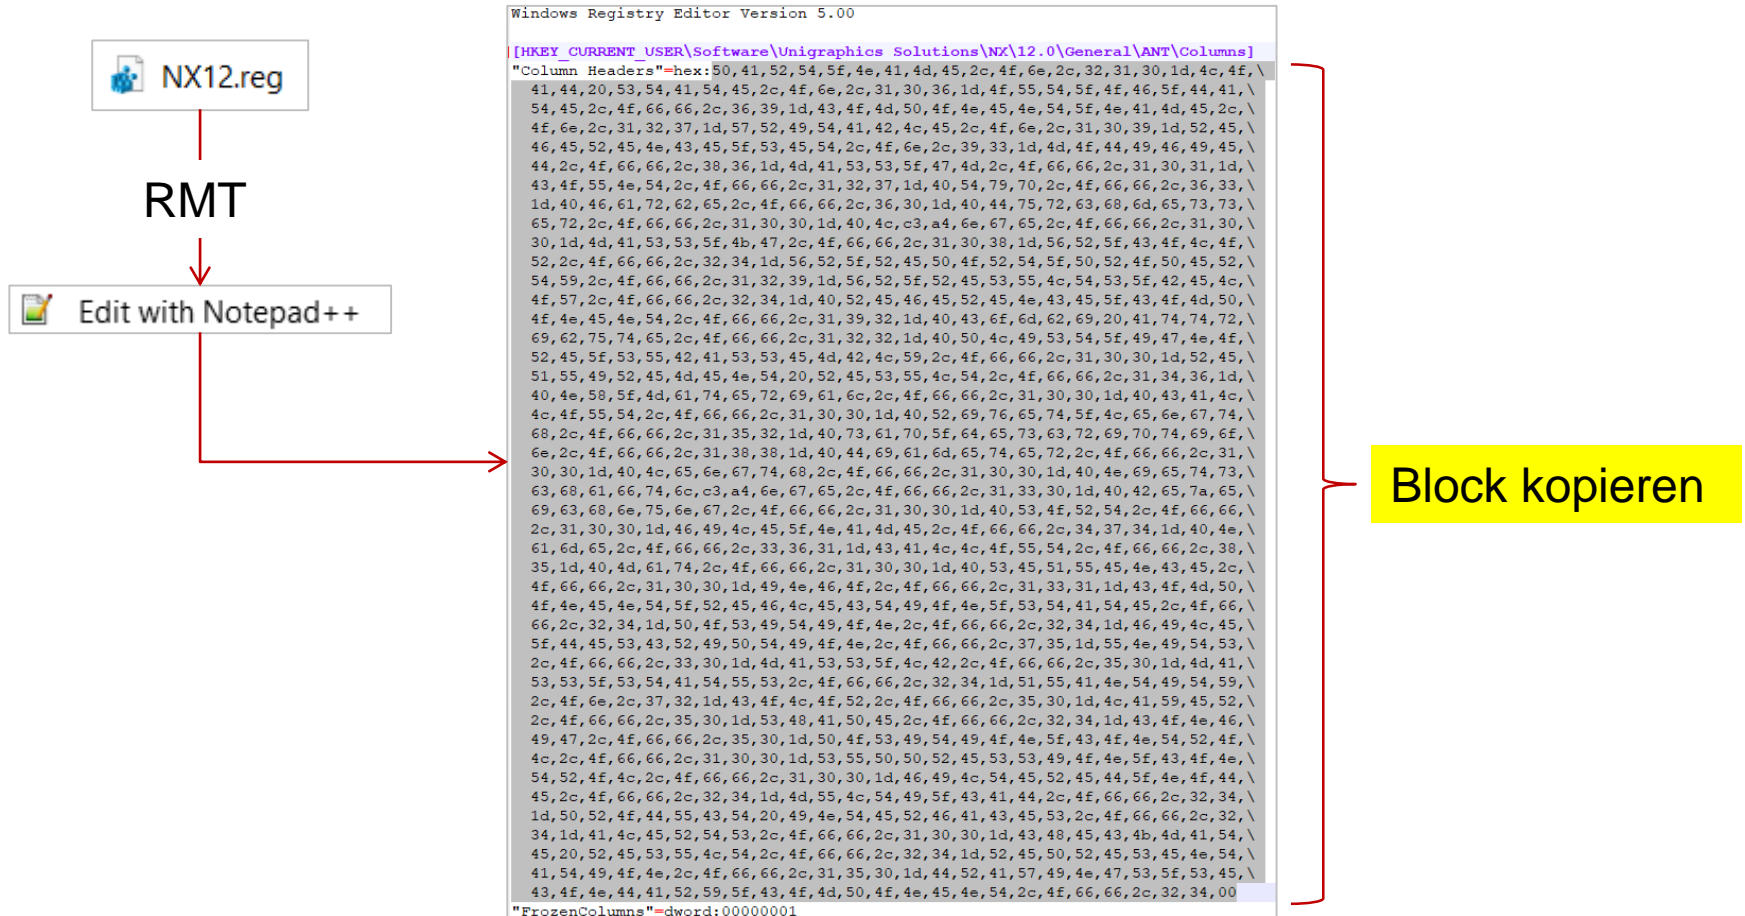 Windows Registry Editor Version 5.00
NX12.reg
RMT
Edit with Notepad++
[HKEY_CURRENT_USER\Software\Unigraphics Solutions\NX\12.0\General\ANT\Columns]
"Column Headers"=hex:50,41,52,54,5f,4e,41,4d,45,2c,4f,6e,2c,32,31,30,1d,4c,4f,\
41,44,20,53,54,41,54,45,2c,4f,6e,2c,31,30,36,1d,4f,55,54,5f,4f,46,5f,44,41,\
54,45,2c,4f,66,66,2c,36,39,1d,43,4f,4d,50,4f,4e,45,4e,54,5f,4e,41,4d,45,2c,\
4f,6e,2c,31,32,37,1d,57,52,49,54,41,42,4c,45,2c,4f,6e,2c,31,30,39,1d,52,45,\
46,45,52,45,4e,43,45,5f,53,45,54,2c,4f,6e,2c,39,33,1d,4d,4f,44,49,46,49,45,\
44,2c,4f,66,66,2c,38,36,1d,4d,41,53,53,5f,47,4d,2c,4f,66,66,2c,31,30,31,1d,\
43,4f,55,4e,54,2c,4f,66,66,2c,31,32,37,1d,40,54,79,70,2c,4f,66,66,2c,36,33,\
1d,40,46,61,72,62,65,2c,4f,66,66,2c,36,30,1d,40,44,75,72,63,68,6d,65,73,73,\
65,72,2c,4f,66,66,2c,31,30,30,1d,40,4c,c3,a4,6e,67,65,2c,4f,66,66,2c,31,30,\
30,1d,4d,41,53,53,5f,4b,47,2c,4f,66,66,2c,31,30,38,1d,56,52,5f,43,4f,4c,4f,\
52,2c,4f,66,66,2c,32,34,1d,56,52,5f,52,45,50,4f,52,54,5f,50,52,4f,50,45,52,\
54,59,2c,4f,66,66,2c,31,32,39,1d,56,52,5f,52,45,53,55,4c,54,53,5f,42,45,4c,\
4f,57,2c,4f,66,66,2c,32,34,1d,40,52,45,46,45,52,45,4e,43,45,5f,43,4f,4d,50,\
4f,4e,45,4e,54,2c,4f,66,66,2c,31,39,32,1d,40,43,6f,6d,62,69,20,41,74,74,72,\
69,62,75,74,65,2c,4f,66,66,2c,31,32,32,1d,40,50,4c,49,53,54,5f,49,47,4e,4f,\
52,45,5f,53,55,42,41,53,53,45,4d,42,4c,59,2c,4f,66,66,2c,31,30,30,1d,52,45,\
51,55,49,52,45,4d,45,4e,54,20,52,45,53,55,4c,54,2c,4f,66,66,2c,31,34,36,1d,\
40,4e,58,5f,4d,61,74,65,72,69,61,6c,2c,4f,66,66,2c,31,30,30,1d,40,43,41,4c,\
4c,4f,55,54,2c,4f,66,66,2c,31,30,30,1d,40,52,69,76,65,74,5f,4c,65,6e,67,74,\
68,2c,4f,66,66,2c,31,35,32,1d,40,73,61,70,5f,64,65,73,63,72,69,70,74,69,6f,\
6e,2c,4f,66,66,2c,31,38,38,1d,40,44,69,61,6d,65,74,65,72,2c,4f,66,66,2c,31,\
30,30,1d,40,4c,65,6e,67,74,68,2c,4f,66,66,2c,31,30,30,1d,40,4e,69,65,74,73,\
63,68,61,66,74,6c,c3,a4,6e,67,65,2c,4f,66,66,2c,31,33,30,1d,40,42,65,7a,65,\
69,63,68,6e,75,6e,67,2c,4f,66,66,2c,31,30,30,1d,40,53,4f,52,54,2c,4f,66,66,\
2c,31,30,30,1d,46,49,4c,45,5f,4e,41,4d,45,2c,4f,66,66,2c,34,37,34,1d,40,4e,\
61,6d,65,2c,4f,66,66,2c,33,36,31,1d,43,41,4c,4c,4f,55,54,2c,4f,66,66,2c,38,\
35,1d,40,4d,61,74,2c,4f,66,66,2c,31,30,30,1d,40,53,45,51,55,45,4e,43,45,2c,\
4f,66,66,2c,31,30,30,1d,49,4e,46,4f,2c,4f,66,66,2c,31,33,31,1d,43,4f,4d,50,\
4f,4e,45,4e,54,5f,52,45,46,4c,45,43,54,49,4f,4e,5f,53,54,41,54,45,2c,4f,66,\
66,2c,32,34,1d,50,4f,53,49,54,49,4f,4e,2c,4f,66,66,2c,32,34,1d,46,49,4c,45,\
5f,44,45,53,43,52,49,50,54,49,4f,4e,2c,4f,66,66,2c,37,35,1d,55,4e,49,54,53,\
2c,4f,66,66,2c,33,30,1d,4d,41,53,53,5f,4c,42,2c,4f,66,66,2c,35,30,1d,4d,41,\
53,53,5f,53,54,41,54,55,53,2c,4f,66,66,2c,32,34,1d,51,55,41,4e,54,49,54,59,\
2c,4f,6e,2c,37,32,1d,43,4f,4c,4f,52,2c,4f,66,66,2c,35,30,1d,4c,41,59,45,52,\
2c,4f,66,66,2c,35,30,1d,53,48,41,50,45,2c,4f,66,66,2c,32,34,1d,43,4f,4e,46,\
49,47,2c,4f,66,66,2c,35,30,1d,50,4f,53,49,54,49,4f,4e,5f,43,4f,4e,54,52,4f,\
4c,2c,4f,66,66,2c,31,30,30,1d,53,55,50,50,52,45,53,53,49,4f,4e,5f,43,4f,4e,\
54,52,4f,4c,2c,4f,66,66,2c,31,30,30,1d,46,49,4c,54,45,52,45,44,5f,4e,4f,44,\
45,2c,4f,66,66,2c,32,34,1d,4d,55,4c,54,49,5f,43,41,44,2c,4f,66,66,2c,32,34,\
1d,50,52,4f,44,55,43,54,20,49,4e,54,45,52,46,41,43,45,53,2c,4f,66,66,2c,32,\
34,1d,41,4c,45,52,54,53,2c,4f,66,66,2c,31,30,30,1d,43,48,45,43,4b,4d,41,54,\
45,20,52,45,53,55,4c,54,2c,4f,66,66,2c,32,34,1d,52,45,50,52,45,53,45,4e,54,\
41,54,49,4f,4e,2c,4f,66,66,2c,31,35,30,1d,44,52,41,57,49,4e,47,53,5f,53,45,\
43,4f,4e,44,41,52,59,5f,43,4f,4d,50,4f,4e,45,4e,54,2c,4f,66,66,2c,32,34,00
"FrozenColumns"=dword:00000001
Block kopieren